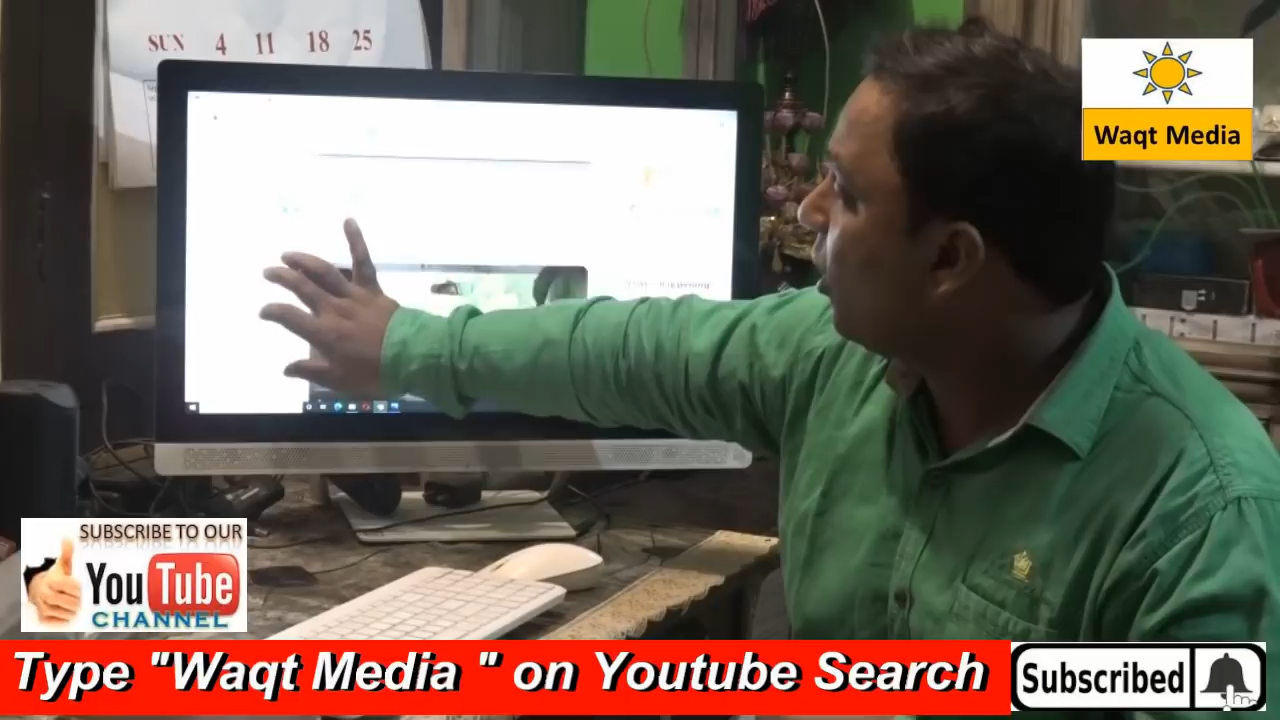 SUN 4 11 18 25
Waqt Media
SUBSCRIBE TO OUR
YouTube
CHANNEL
Type "Waqt Media " on Youtube Search
Subscribed